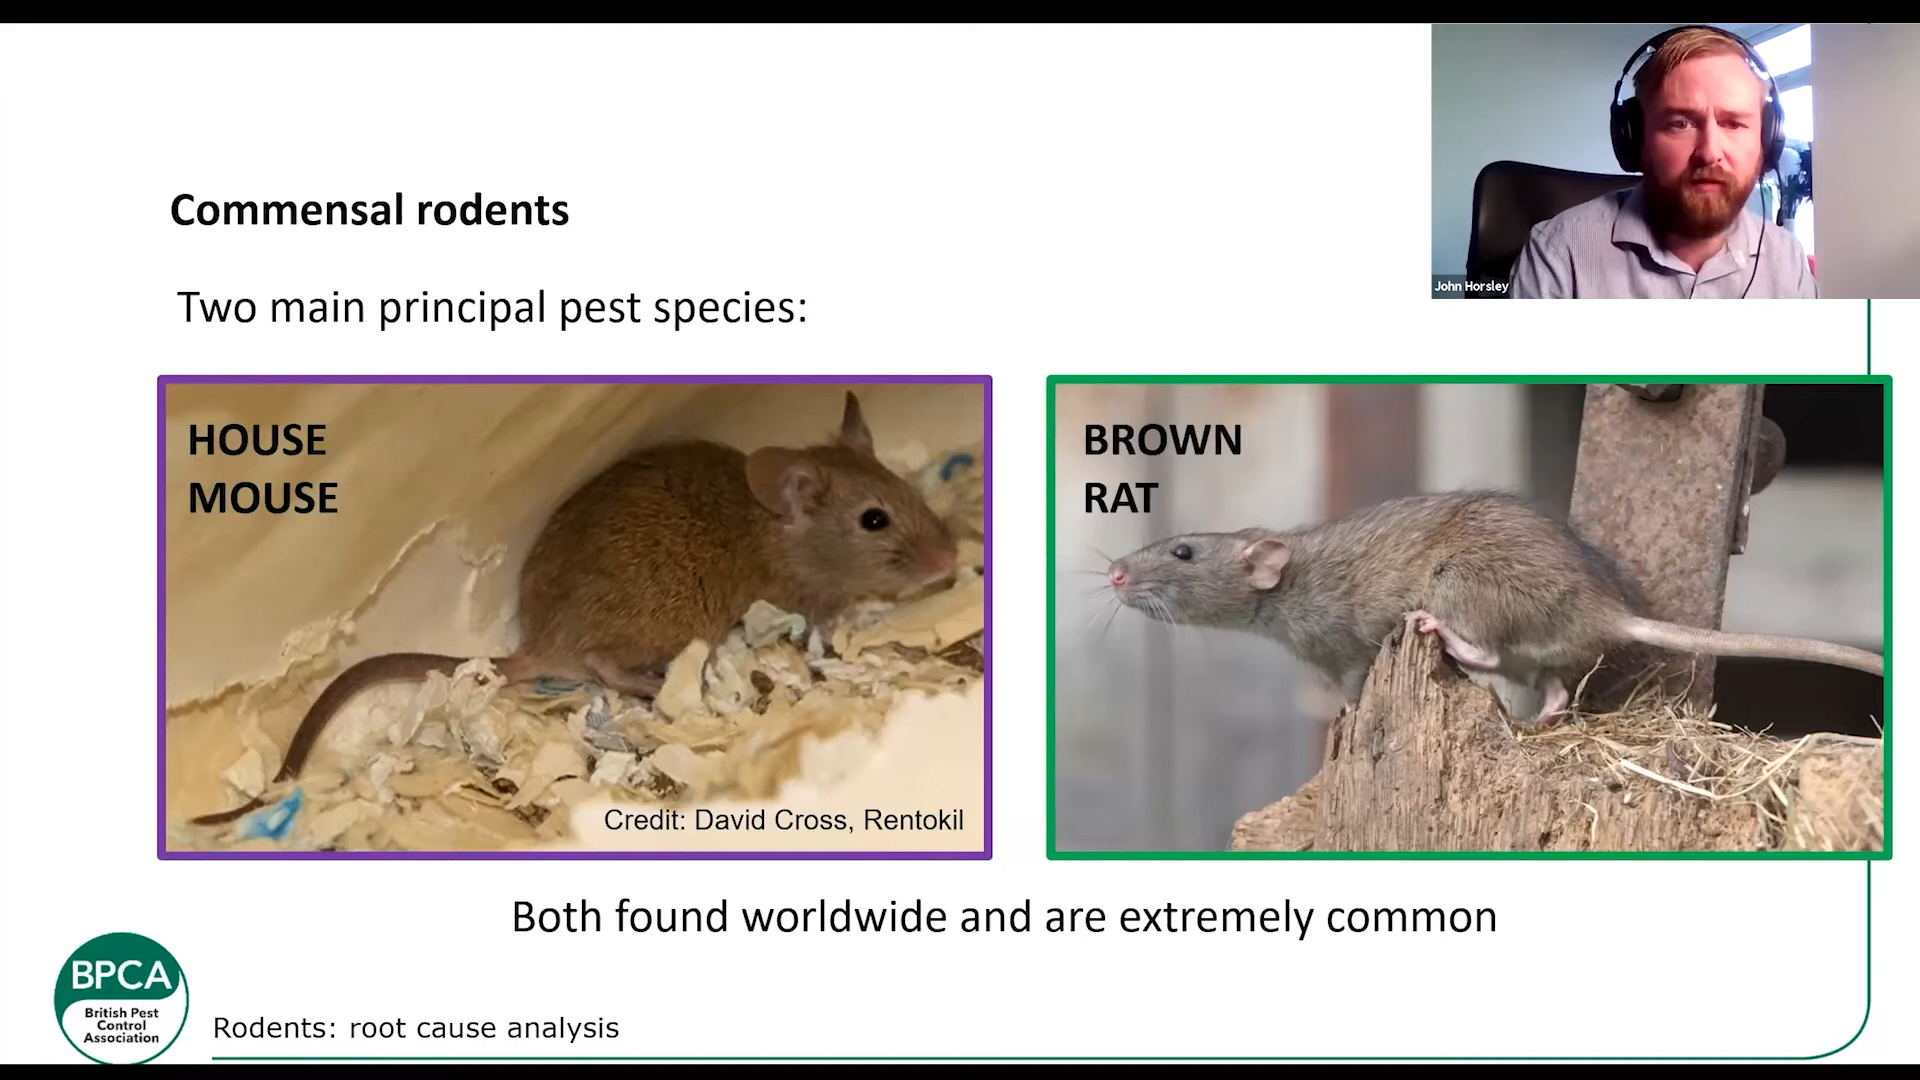 John Horsley
Commensal rodents
Two main principal pest species:
HOUSE
MOUSE
BROWN
RAT
Credit: David Cross, Rentokil
Both found worldwide and are extremely common
BPCA
British Pest
Control
Association
Rodents: root cause analysis